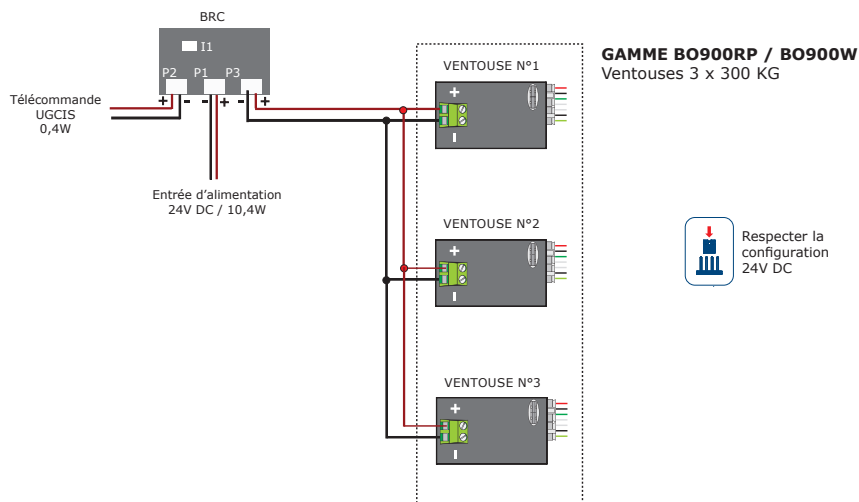 BRC
I1
P2 P1 P3
+ - - + - +
Télécommande
UGCIS
0,4W
Entrée d'alimentation
24V DC / 10,4W
VENTOUSE N°1
+
-
VENTOUSE N°2
+
-
VENTOUSE N°3
+
-
GAMME BO900RP / BO900W
Ventouses 3 x 300 KG
Respecter la
configuration
24V DC